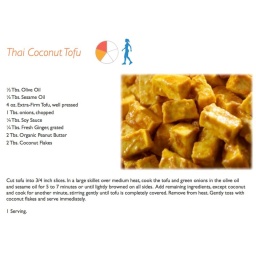 Thai Coconut Tofu
½ Tbs. Olive Oil
½ Tbs. Sesame Oil
4 oz. Extra-Firm Tofu, well pressed
1 Tbs. onions, chopped
¼ Tbs. Soy Sauce
¼ Tbs. Fresh Ginger, grated
2 Tbs. Organic Peanut Butter
2 Tbs. Coconut Flakes
Cut tofu into 3/4 inch slices. In a large skillet over medium heat, cook the tofu and green onions in the olive oil
and sesame oil for 5 to 7 minutes or until lightly browned on all sides. Add remaining ingredients, except coconut
and cook for another minute, stirring gently until tofu is completely covered. Remove from heat. Gently toss with
coconut flakes and serve immediately.
1 Serving.